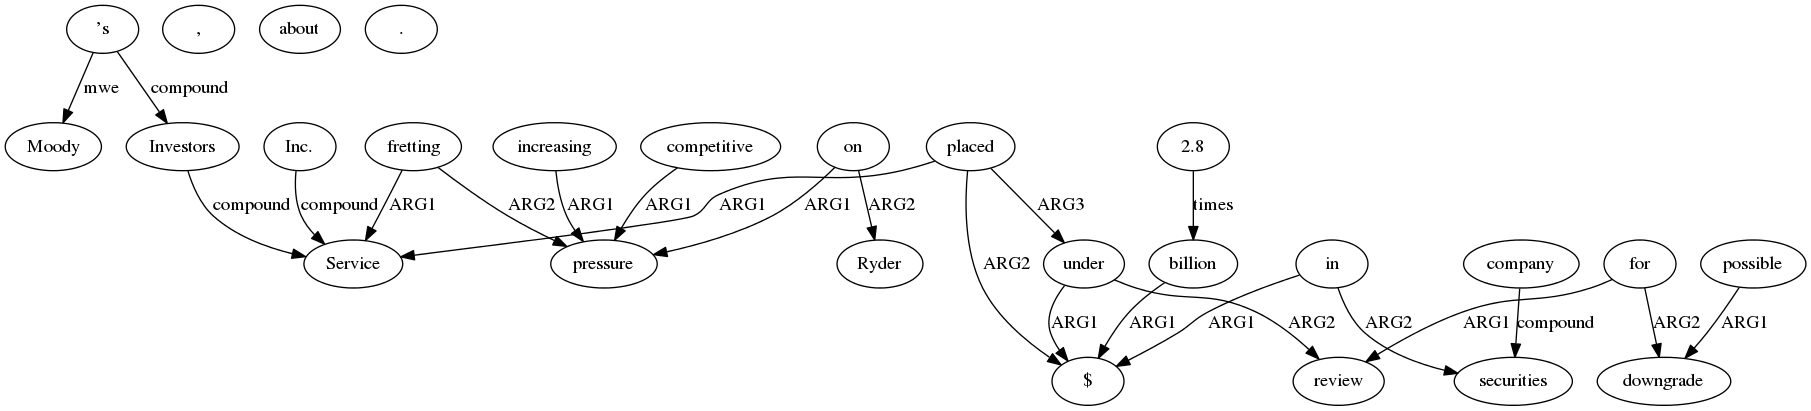 ’s , about .
mwe compound
Moody Investors Inc. fretting increasing competitive on placed 2.8
compound compound ARG1 ARG2 ARG1 ARG1 ARG1 ARG1 ARG2 ARG3 times
Service pressure Ryder under billion in company for possible
ARG2 ARG1 ARG1 ARG1 ARG2 ARG2 ARG1 compound ARG2 ARG1
$ review securities downgrade